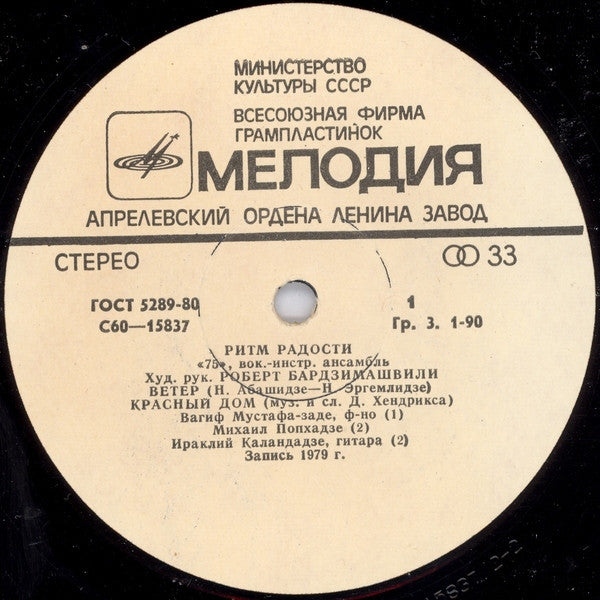 МИНИСТЕРСТВО
КУЛЬТУРЫ СССР
ВСЕСОЮЗНАЯ ФИРМА
ГРАМПЛАСТИНОК
МЕЛОДИЯ
АПРЕЛЕВСКИЙ ОРДЕНА ЛЕНИНА ЗАВОД
СТЕРЕО 33
ГОСТ 5289-80 1
С60—15837 Гр. 3. 1-90
РИТМ РАДОСТИ
«75», вок.-инстр. ансамбль
Худ. рук. РОБЕРТ БАРДЗИМАШВИЛИ
ВЕТЕР (Н. Абашидзе—Н. Эргемлидзе)
КРАСНЫЙ ДОМ (муз. и сл. Д. Хендрикса)
Вагиф Мустафа-заде, ф-но (1)
Михаил Попхадзе (2)
Ираклий Каландадзе, гитара (2)
Запись 1979 г.